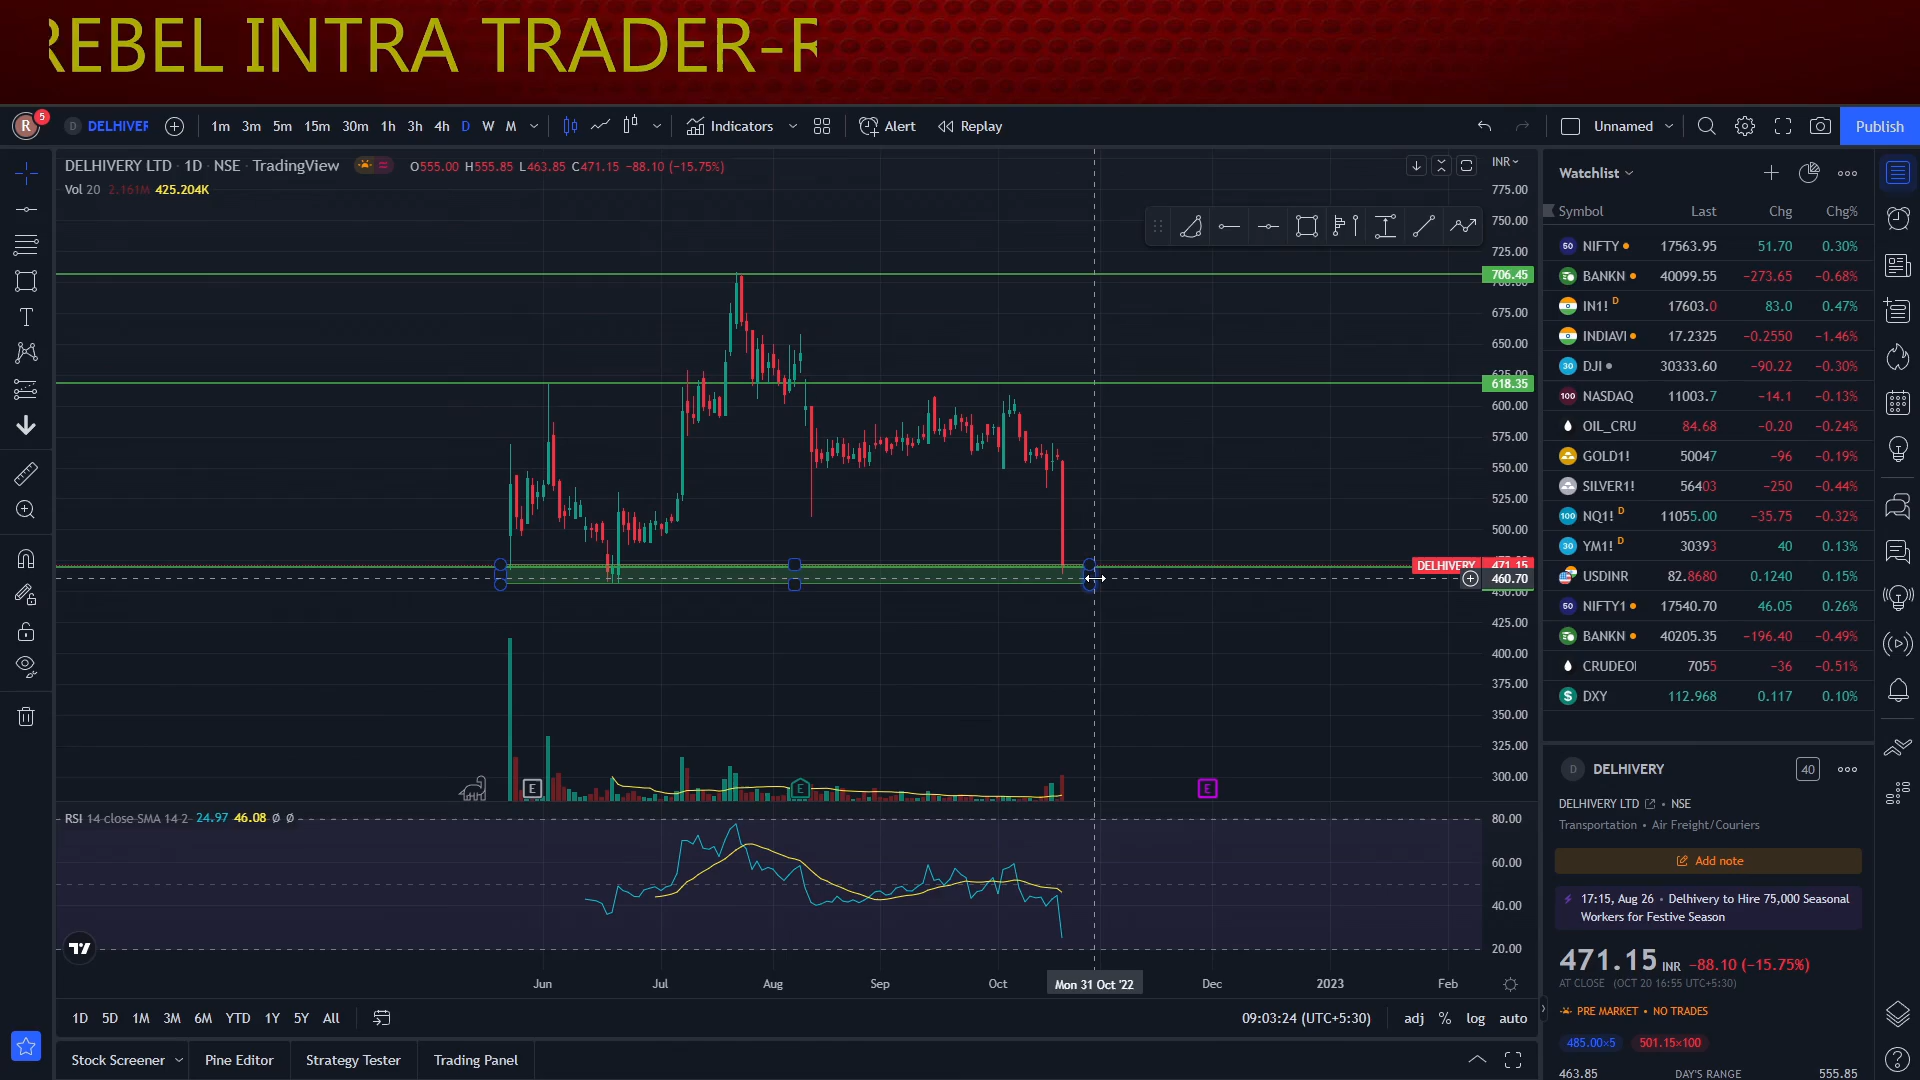 REBEL INTRA TRADER-R
R 5 D DELHIVER 1m 3m 5m 15m 30m 1h 3h 4h D W M Indicators Alert Replay Unnamed Publish
DELHIVERY LTD · 1D · NSE · TradingView O555.00 H555.85 L463.85 C471.15 −88.10 (−15.75%)
Vol 20 2.161M 425.204K
INR
775.00
750.00
725.00
706.45
675.00
650.00
618.35
600.00
575.00
550.00
525.00
500.00
DELHIVERY 471.15
460.70
450.00
425.00
400.00
375.00
350.00
325.00
300.00
E E E
RSI 14 close SMA 14 2 24.97 46.08 Ø Ø
80.00
60.00
40.00
20.00
Jun Jul Aug Sep Oct Mon 31 Oct '22 Dec 2023 Feb
1D 5D 1M 3M 6M YTD 1Y 5Y All 09:03:24 (UTC+5:30) adj % log auto
Stock Screener Pine Editor Strategy Tester Trading Panel
Watchlist
Symbol Last Chg Chg%
50 NIFTY 17563.95 51.70 0.30%
BANKN 40099.55 −273.65 −0.68%
IN1! D 17603.0 83.0 0.47%
INDIAVI 17.2325 −0.2550 −1.46%
30 DJI 30333.60 −90.22 −0.30%
100 NASDAQ 11003.7 −14.1 −0.13%
OIL_CRU 84.68 −0.20 −0.24%
GOLD1! 50047 −96 −0.19%
SILVER1! 56403 −250 −0.44%
100 NQ1! D 11055.00 −35.75 −0.32%
30 YM1! D 30393 40 0.13%
USDINR 82.8680 0.1240 0.15%
50 NIFTY1 17540.70 46.05 0.26%
BANKN 40205.35 −196.40 −0.49%
CRUDEOI 7055 −36 −0.51%
$ DXY 112.968 0.117 0.10%
D DELHIVERY 40
DELHIVERY LTD • NSE
Transportation • Air Freight/Couriers
Add note
17:15, Aug 26 • Delhivery to Hire 75,000 Seasonal
Workers for Festive Season
471.15 INR −88.10 (−15.75%)
AT CLOSE (OCT 20 16:55 UTC+5:30)
PRE MARKET • NO TRADES
485.00×5 501.15×100
463.85 DAY'S RANGE 555.85